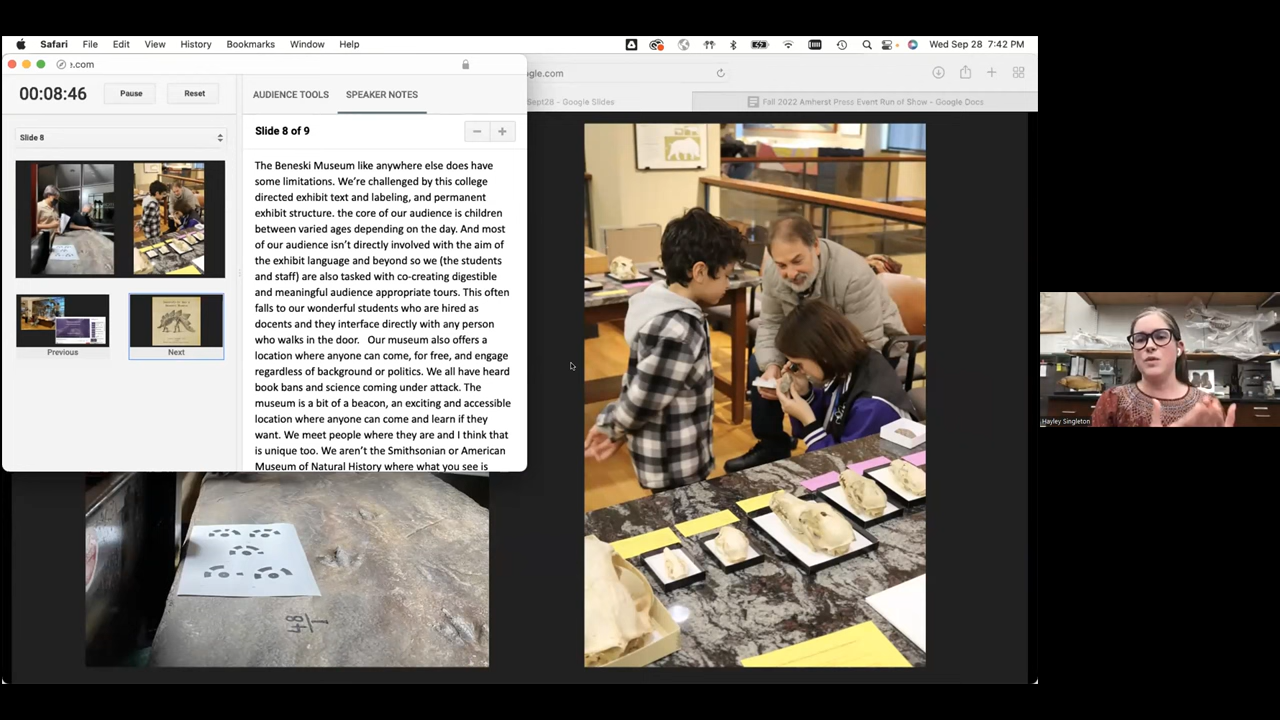 Safari File Edit View History Bookmarks Window Help
Wed Sep 28 7:42 PM
e.com
gle.com
00:08:46
Pause
Reset
AUDIENCE TOOLS
SPEAKER NOTES
Sept28 - Google Slides
Fall 2022 Amherst Press Event Run of Show - Google Docs
Slide 8
Previous
Next
Slide 8 of 9
− +
The Beneski Museum like anywhere else does have
some limitations. We're challenged by this college
directed exhibit text and labeling, and permanent
exhibit structure. the core of our audience is children
between varied ages depending on the day. And most
of our audience isn't directly involved with the aim of
the exhibit language and beyond so we (the students
and staff) are also tasked with co-creating digestible
and meaningful audience appropriate tours. This often
falls to our wonderful students who are hired as
docents and they interface directly with any person
who walks in the door. Our museum also offers a
location where anyone can come, for free, and engage
regardless of background or politics. We all have heard
book bans and science coming under attack. The
museum is a bit of a beacon, an exciting and accessible
location where anyone can come and learn if they
want. We meet people where they are and I think that
is unique too. We aren't the Smithsonian or American
Museum of Natural History where what you see is
48
1
Hayley Singleton